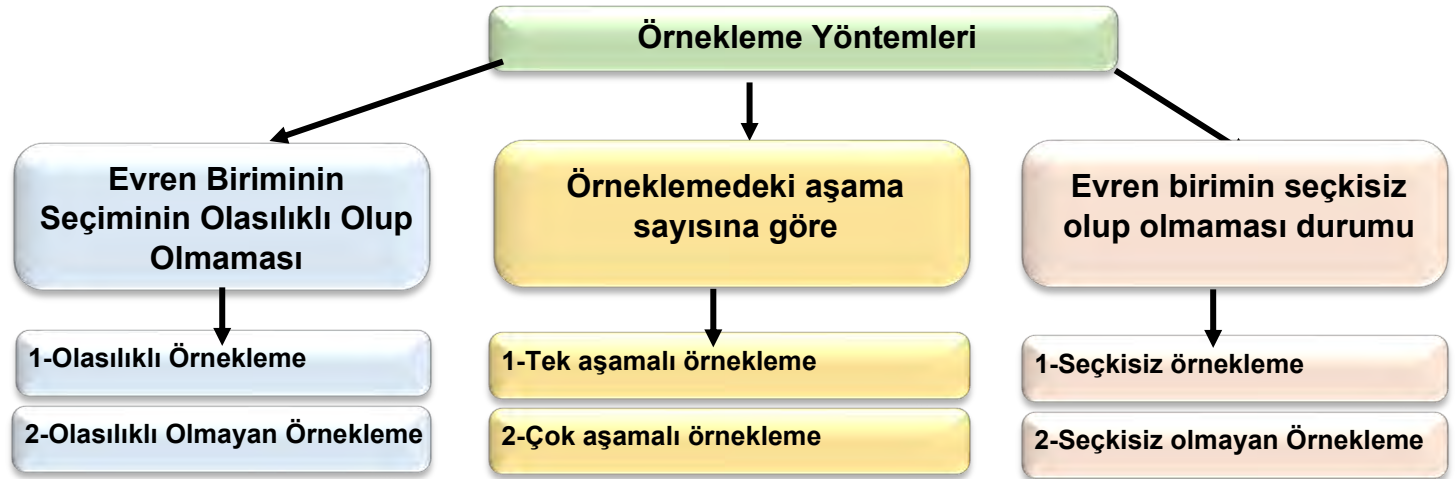 Örnekleme Yöntemleri
Evren Biriminin
Seçiminin Olasılıklı Olup
Olmaması
1-Olasılıklı Örnekleme
2-Olasılıklı Olmayan Örnekleme
Örneklemedeki aşama
sayısına göre
1-Tek aşamalı örnekleme
2-Çok aşamalı örnekleme
Evren birimin seçkisiz
olup olmaması durumu
1-Seçkisiz örnekleme
2-Seçkisiz olmayan Örnekleme